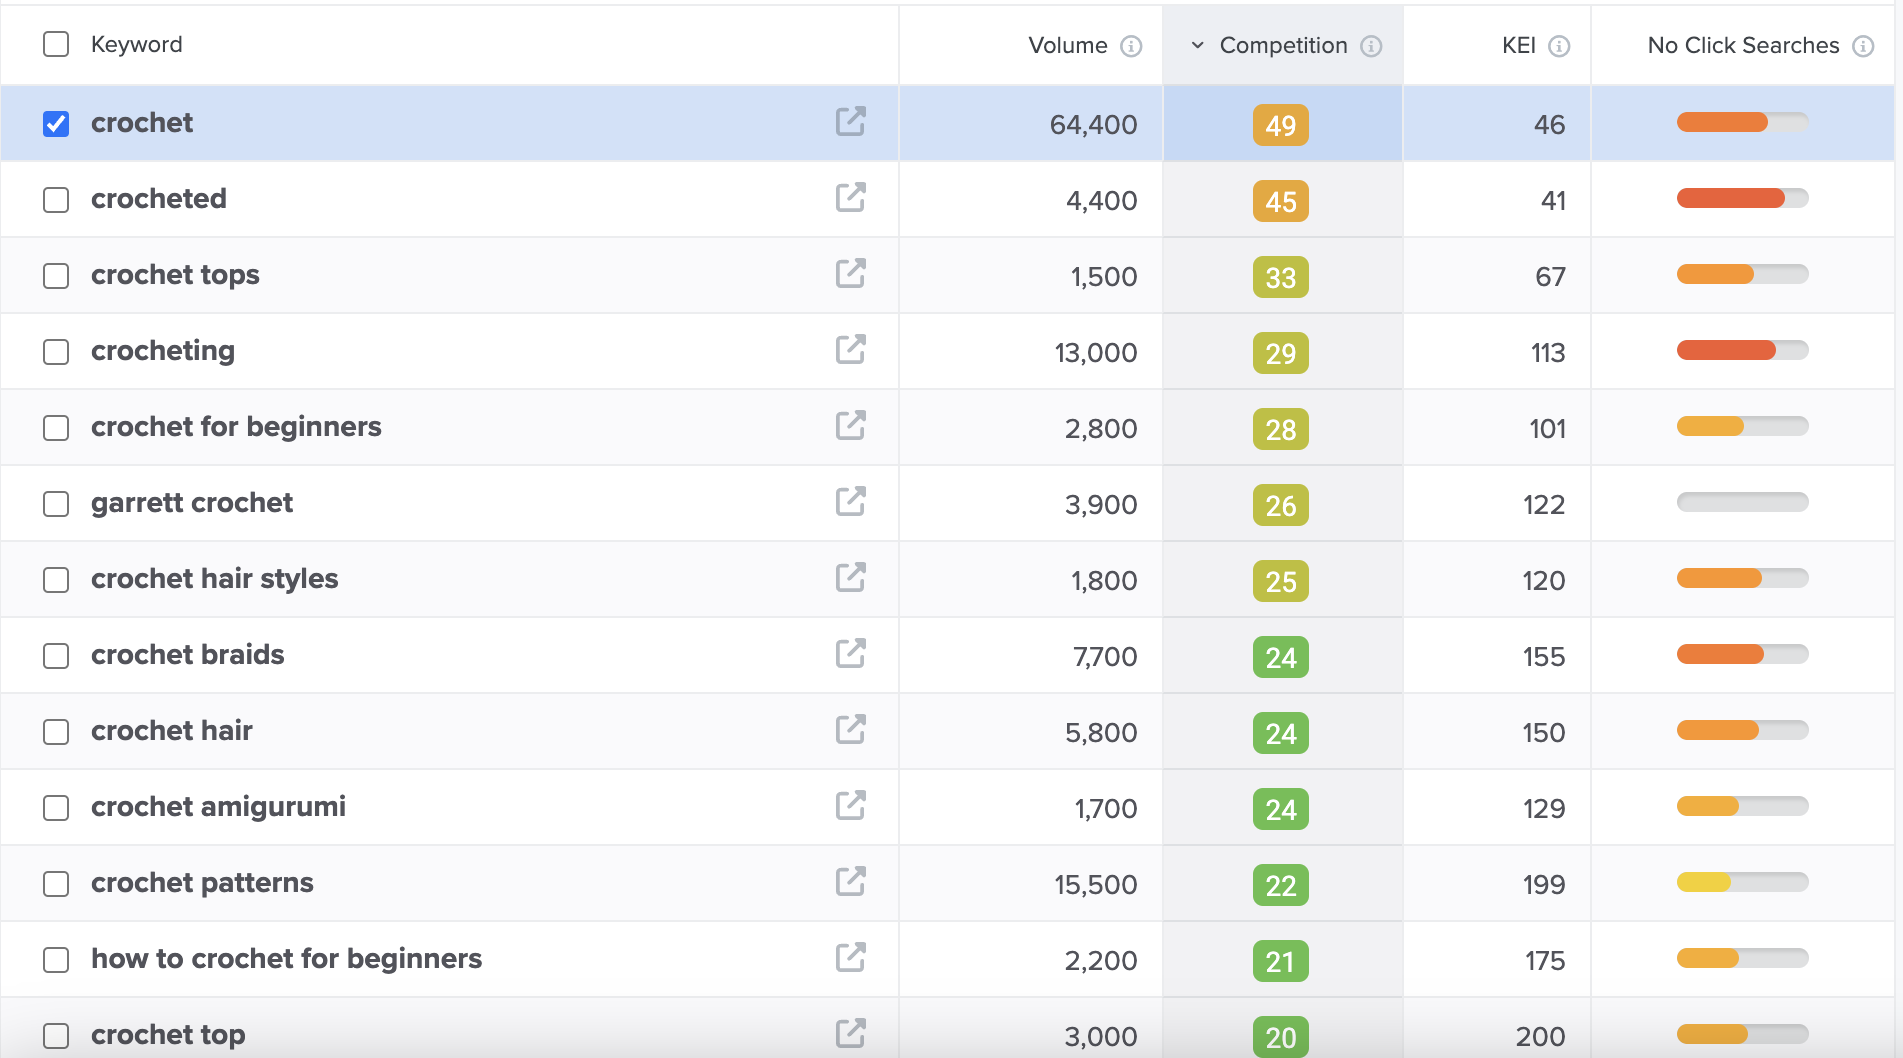 Keyword Volume Competition KEI No Click Searches
crochet 64,400 49 46
crocheted 4,400 45 41
crochet tops 1,500 33 67
crocheting 13,000 29 113
crochet for beginners 2,800 28 101
garrett crochet 3,900 26 122
crochet hair styles 1,800 25 120
crochet braids 7,700 24 155
crochet hair 5,800 24 150
crochet amigurumi 1,700 24 129
crochet patterns 15,500 22 199
how to crochet for beginners 2,200 21 175
crochet top 3,000 20 200